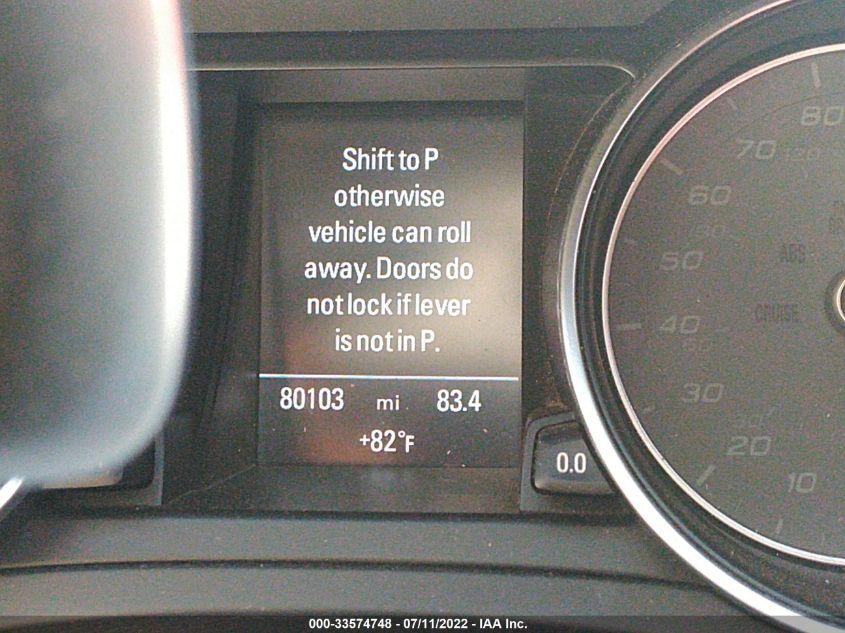 Shift to P
otherwise
vehicle can roll
away. Doors do
not lock if lever
is not in P.
80103 mi 83.4
+82°F
0.0
80
70
60
50
40
30
20
10
ABS
CRUISE
000-33574748 - 07/11/2022 - IAA Inc.